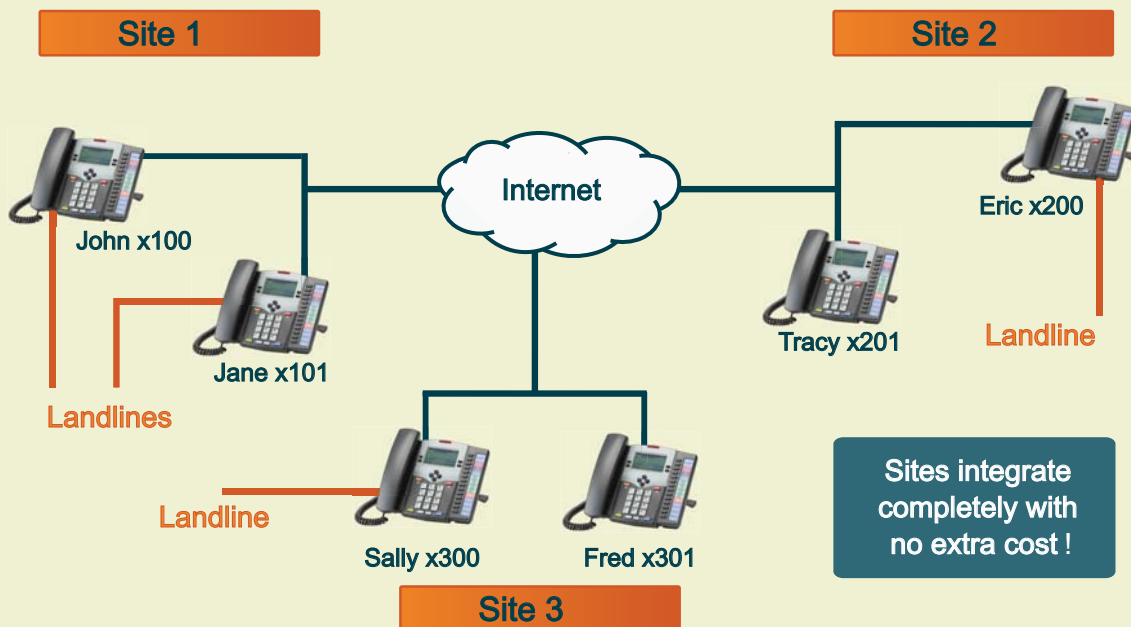 Site 1
Site 2
Internet
John x100
Eric x200
Jane x101
Tracy x201
Landline
Landlines
Landline
Sally x300
Fred x301
Sites integrate
completely with
no extra cost !
Site 3